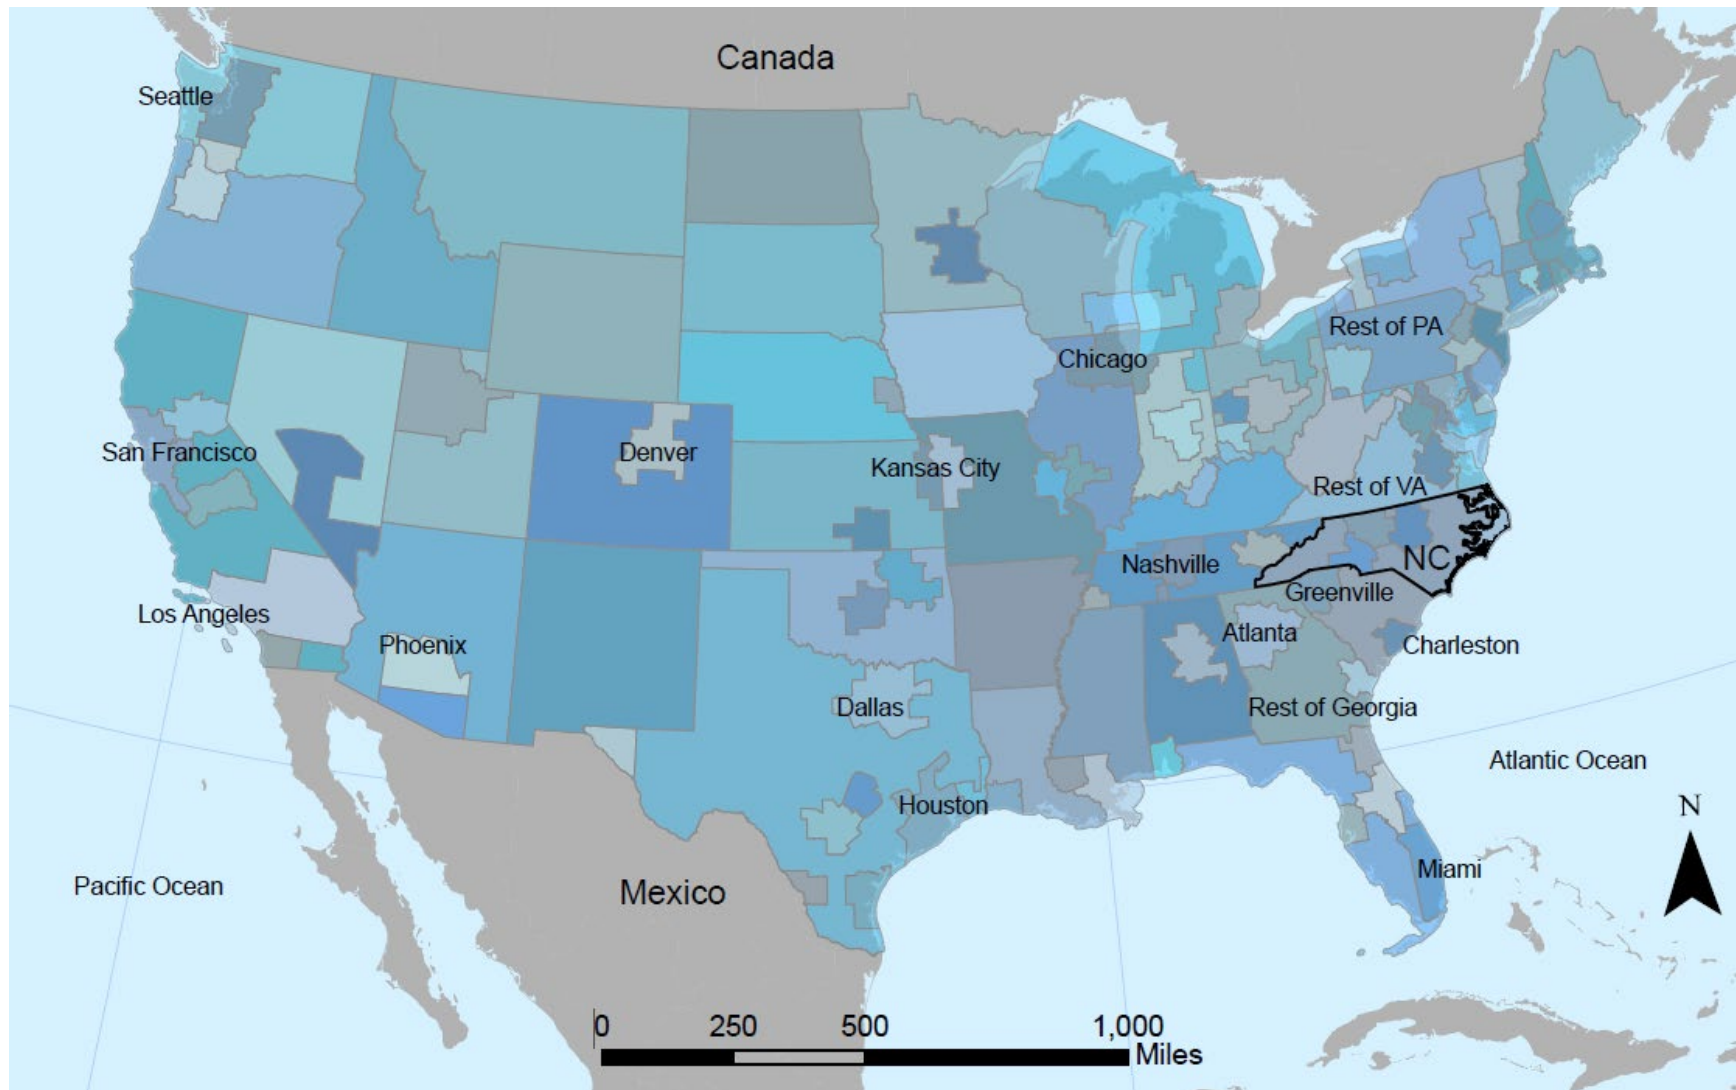 Canada
Seattle
Rest of PA
Chicago
San Francisco
Denver
Kansas City
Rest of VA
NC
Nashville
Greenville
Los Angeles
Phoenix
Atlanta
Charleston
Dallas
Rest of Georgia
Atlantic Ocean
Houston
N
Miami
Pacific Ocean
Mexico
0 250 500 1,000
Miles